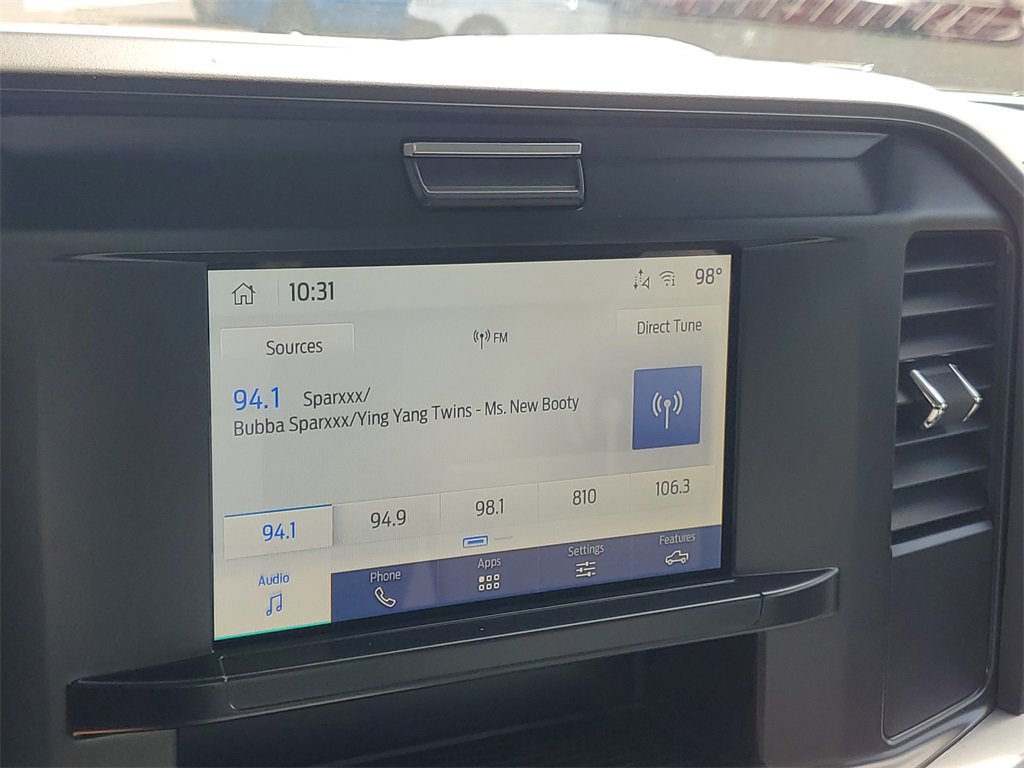 10:31
98°
Sources
FM
Direct Tune
94.1 Sparxxx/
Bubba Sparxxx/Ying Yang Twins - Ms. New Booty
94.1 94.9 98.1 810 106.3
Audio Phone Apps Settings Features